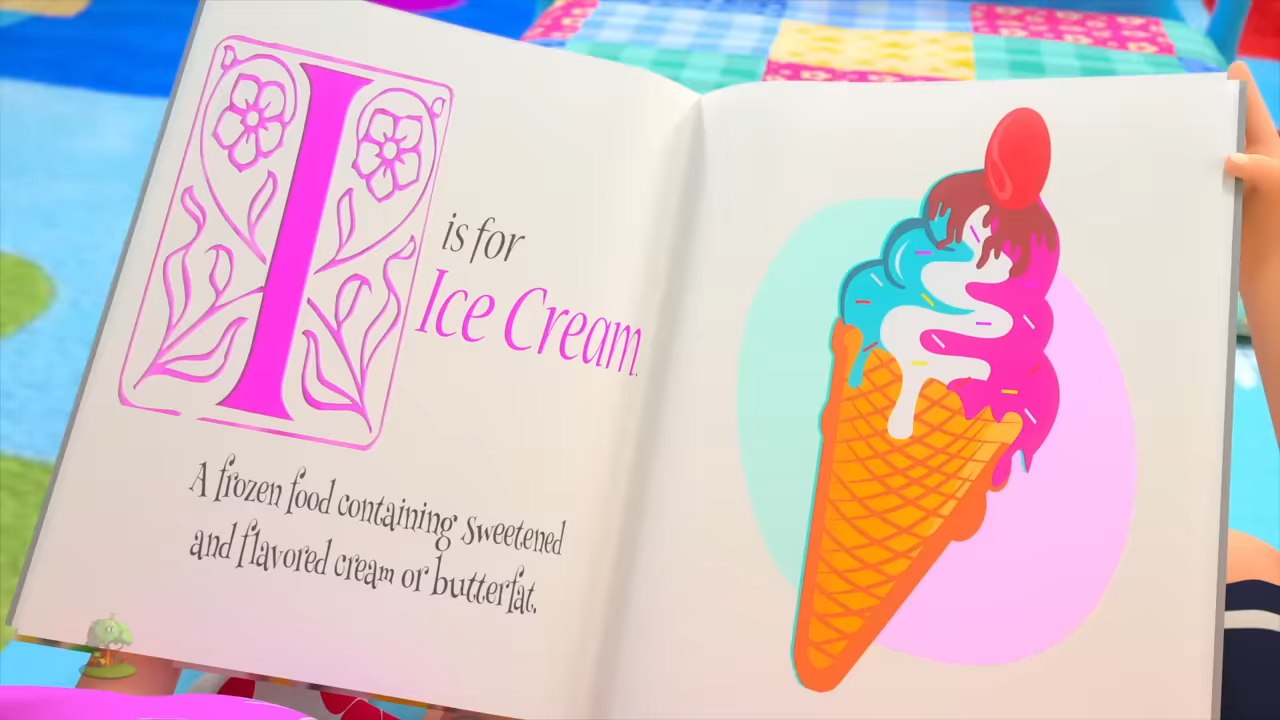 I
is for
Ice Cream.
A frozen food containing sweetened
and flavored cream or butterfat.